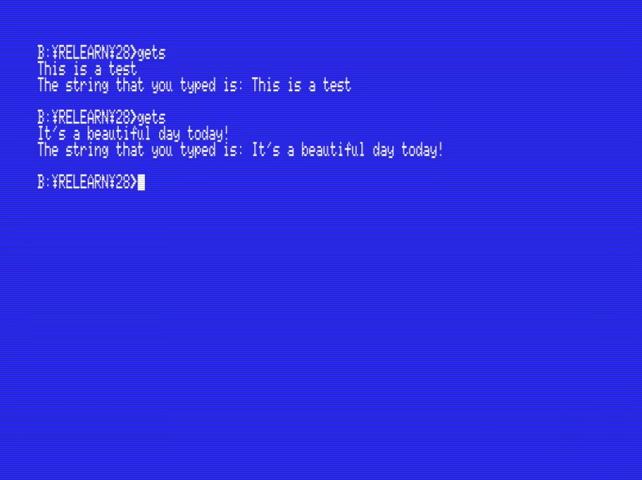 B:¥RELEARN¥28>gets
This is a test
The string that you typed is: This is a test
B:¥RELEARN¥28>gets
It's a beautiful day today!
The string that you typed is: It's a beautiful day today!
B:¥RELEARN¥28>